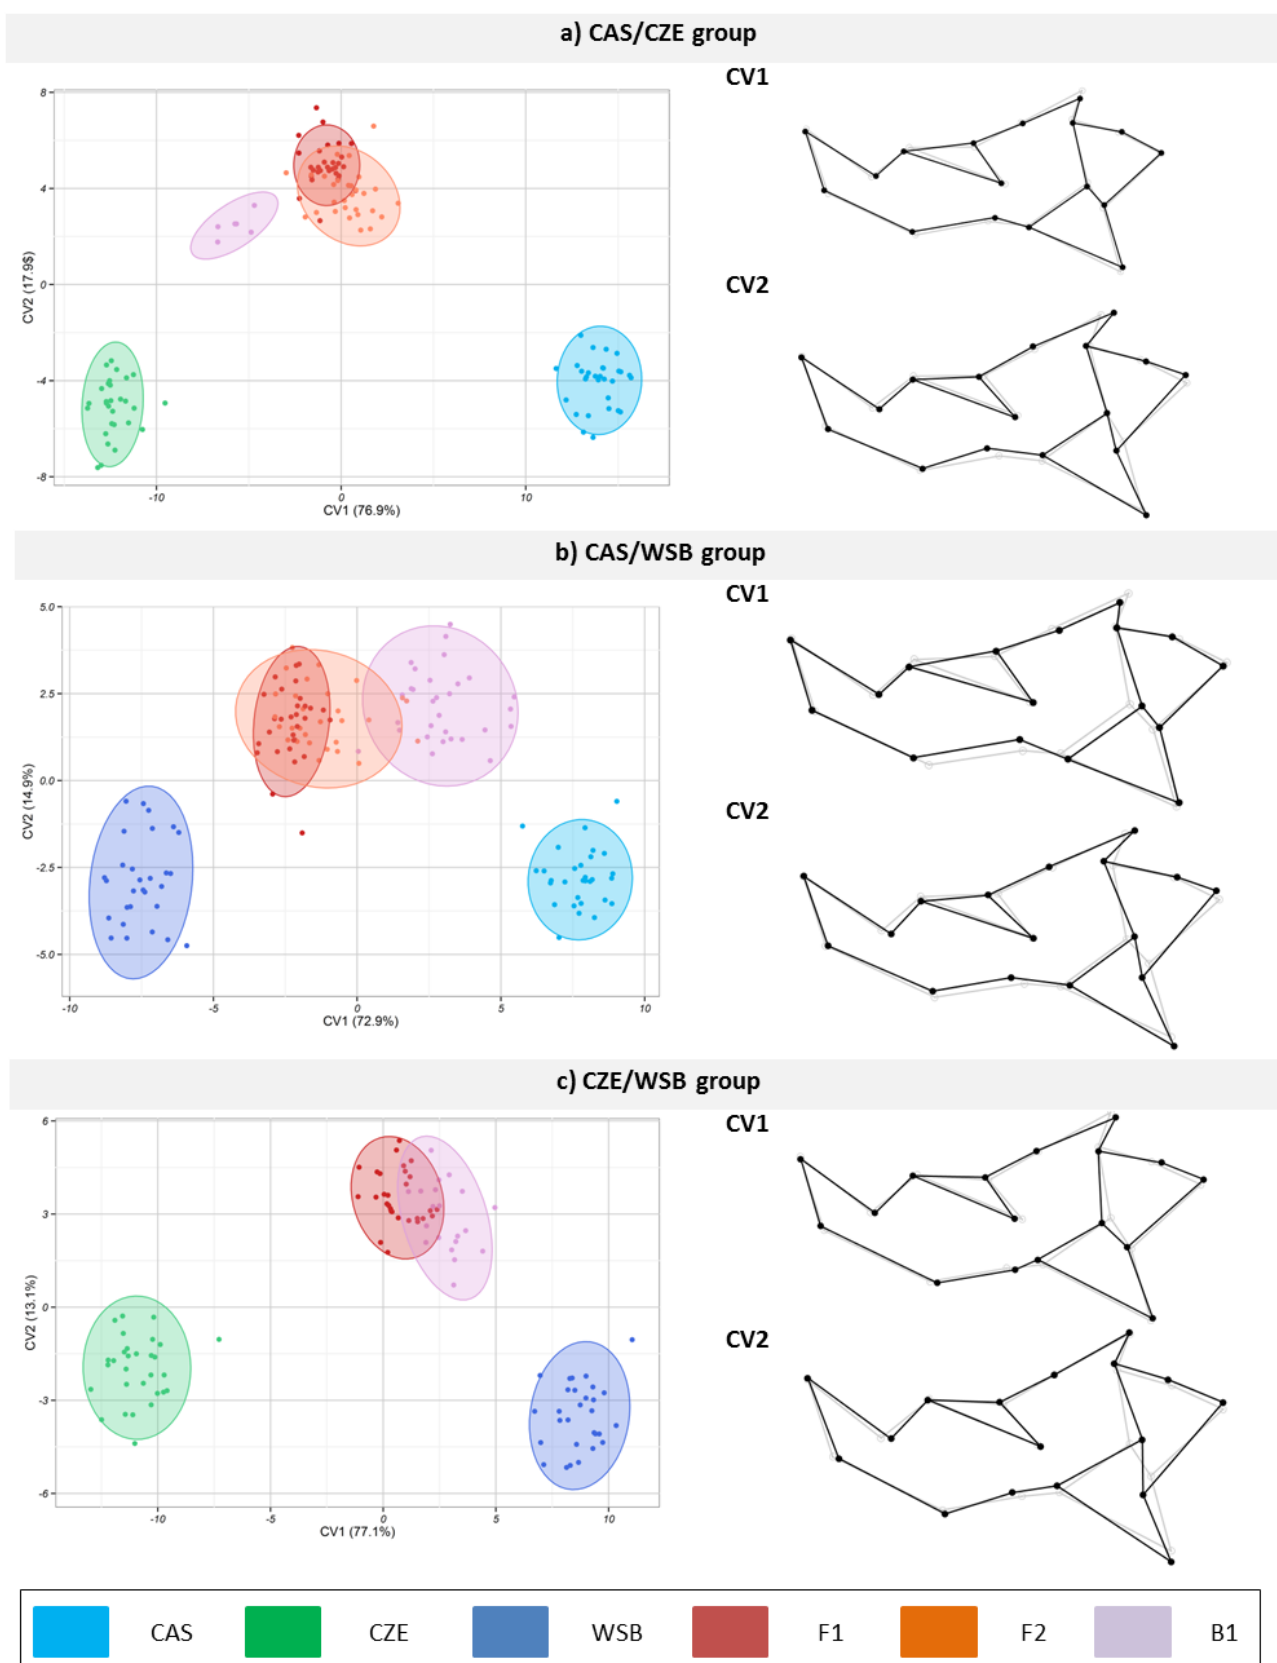 a) CAS/CZE group
CV1
8
4
0
-4
-8
CV2 (17.9$)
-10
0
10
CV1 (76.9%)
CV2
b) CAS/WSB group
CV1
5.0
2.5
0.0
-2.5
-5.0
CV2 (14.9%)
-10
-5
0
5
10
CV1 (72.9%)
CV2
c) CZE/WSB group
CV1
6
3
0
-3
-6
CV2 (13.1%)
-10
-5
0
5
10
CV1 (77.1%)
CV2
CAS CZE WSB F1 F2 B1